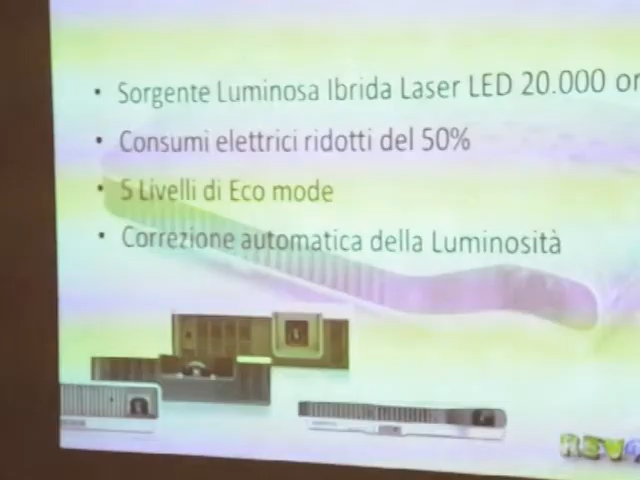 • Sorgente Luminosa Ibrida Laser LED 20.000 or
• Consumi elettrici ridotti del 50%
• 5 Livelli di Eco mode
• Correzione automatica della Luminosità